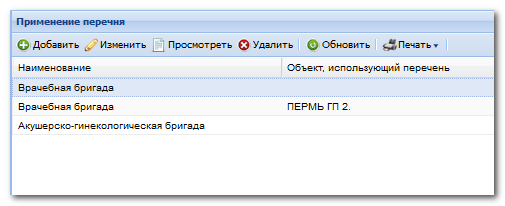 Применение перечня
Добавить Изменить Просмотреть Удалить Обновить Печать
Наименование Объект, использующий перечень
Врачебная бригада
Врачебная бригада ПЕРМЬ ГП 2.
Акушерско-гинекологическая бригада